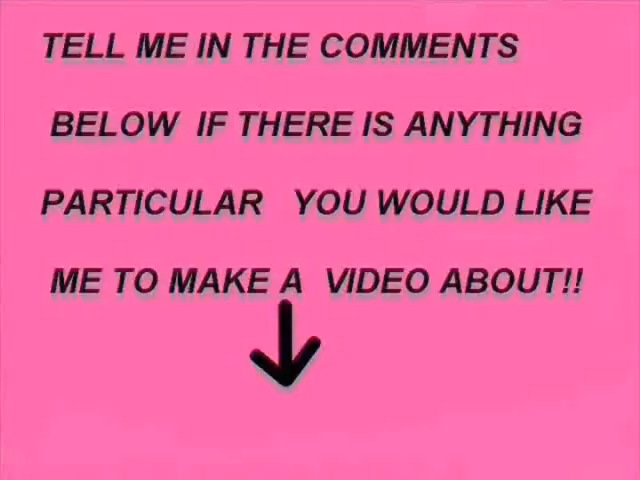 TELL ME IN THE COMMENTS
BELOW IF THERE IS ANYTHING
PARTICULAR YOU WOULD LIKE
ME TO MAKE A VIDEO ABOUT!!